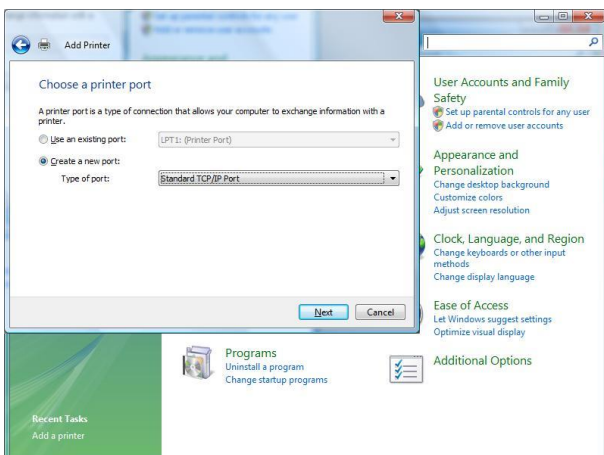 Add Printer
Choose a printer port
A printer port is a type of connection that allows your computer to exchange information with a
printer.
Use an existing port:
LPT1: (Printer Port)
Create a new port:
Type of port:
Standard TCP/IP Port
Next
Cancel
User Accounts and Family
Safety
Set up parental controls for any user
Add or remove user accounts
Appearance and
Personalization
Change desktop background
Customize colors
Adjust screen resolution
Clock, Language, and Region
Change keyboards or other input
methods
Change display language
Ease of Access
Let Windows suggest settings
Optimize visual display
Programs
Uninstall a program
Change startup programs
Additional Options
Recent Tasks
Add a printer